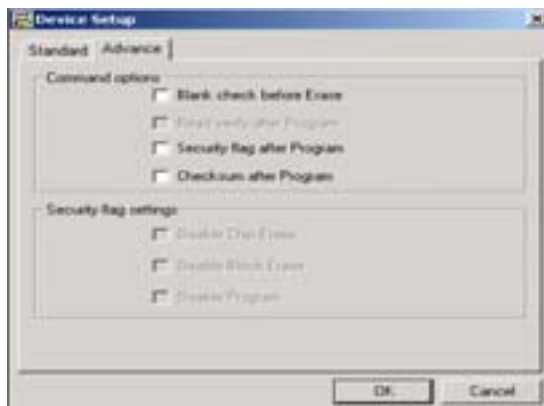 Device Setup
Standard Advance
Command options
Blank check before Erase
Read verify after Program
Security flag after Program
Checksum after Program
Security flag settings
Disable Chip Erase
Disable Block Erase
Disable Program
OK Cancel